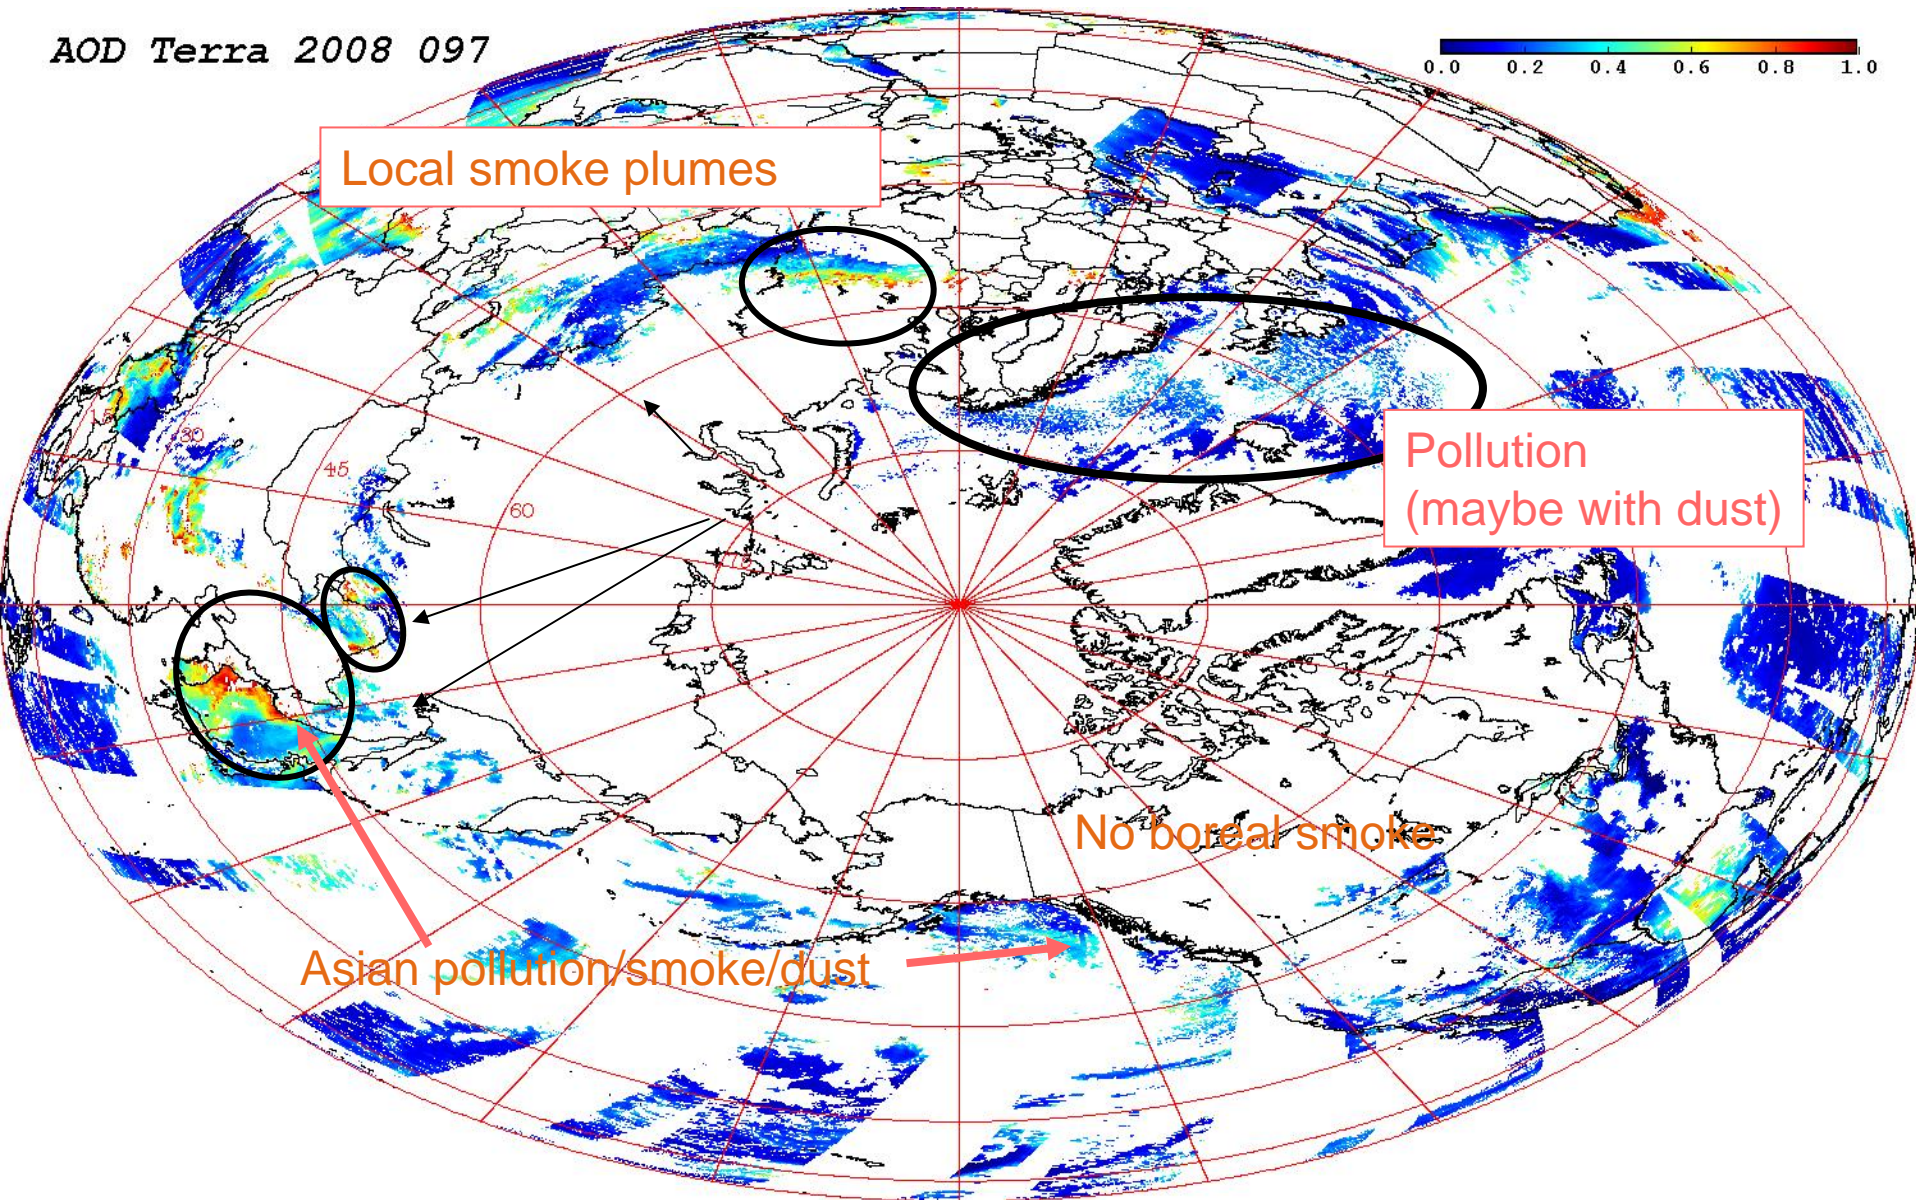 AOD Terra 2008 097
0.0 0.2 0.4 0.6 0.8 1.0
Local smoke plumes
15
30
45
60
75
Pollution
(maybe with dust)
No boreal smoke
Asian pollution/smoke/dust